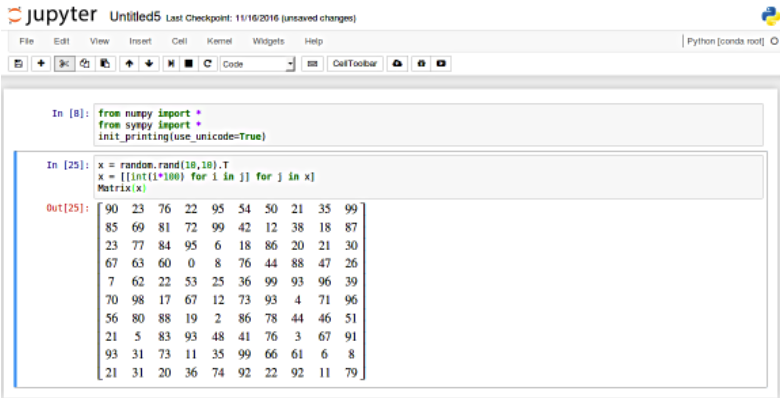 jupyter Untitled5 Last Checkpoint: 11/16/2016 (unsaved changes)
File Edit View Insert Cell Kernel Widgets Help Python [conda root]
Code CellToolbar
In [8]: from numpy import *
from sympy import *
init_printing(use_unicode=True)
In [25]: x = random.rand(10,10).T
x = [[int(i*100) for i in j] for j in x]
Matrix(x)
Out[25]: 90 23 76 22 95 54 50 21 35 99
85 69 81 72 99 42 12 38 18 87
23 77 84 95 6 18 86 20 21 30
67 63 60 0 8 76 44 88 47 26
7 62 22 53 25 36 99 93 96 39
70 98 17 67 12 73 93 4 71 96
56 80 88 19 2 86 78 44 46 51
21 5 83 93 48 41 76 3 67 91
93 31 73 11 35 99 66 61 6 8
21 31 20 36 74 92 22 92 11 79